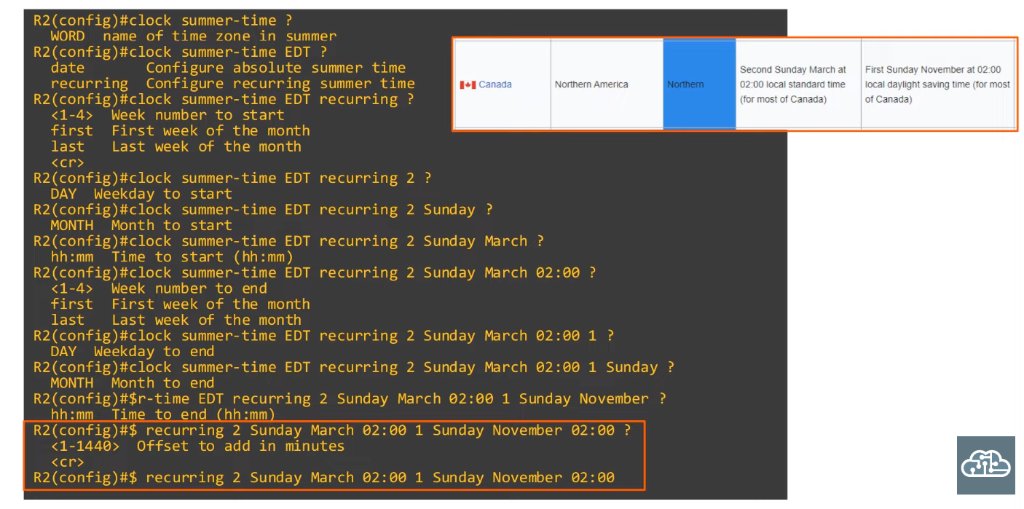 R2(config)#clock summer-time ?
WORD name of time zone in summer
R2(config)#clock summer-time EDT ?
date Configure absolute summer time
recurring Configure recurring summer time
R2(config)#clock summer-time EDT recurring ?
<1-4> Week number to start
first First week of the month
last Last week of the month
<cr>
R2(config)#clock summer-time EDT recurring 2 ?
DAY Weekday to start
R2(config)#clock summer-time EDT recurring 2 Sunday ?
MONTH Month to start
R2(config)#clock summer-time EDT recurring 2 Sunday March ?
hh:mm Time to start (hh:mm)
R2(config)#clock summer-time EDT recurring 2 Sunday March 02:00 ?
<1-4> Week number to end
first First week of the month
last Last week of the month
R2(config)#clock summer-time EDT recurring 2 Sunday March 02:00 1 ?
DAY Weekday to end
R2(config)#clock summer-time EDT recurring 2 Sunday March 02:00 1 Sunday ?
MONTH Month to end
R2(config)#$r-time EDT recurring 2 Sunday March 02:00 1 Sunday November ?
hh:mm Time to end (hh:mm)
R2(config)#$ recurring 2 Sunday March 02:00 1 Sunday November 02:00 ?
<1-1440> Offset to add in minutes
<cr>
R2(config)#$ recurring 2 Sunday March 02:00 1 Sunday November 02:00
Canada
Northern America
Northern
Second Sunday March at
02:00 local standard time
(for most of Canada)
First Sunday November at 02:00
local daylight saving time (for most
of Canada)